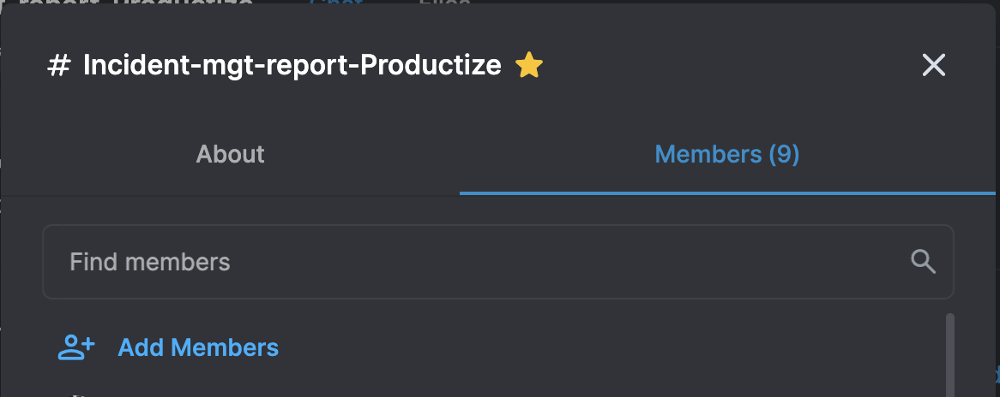 # Incident-mgt-report-Productize
About
Members (9)
Find members
Add Members